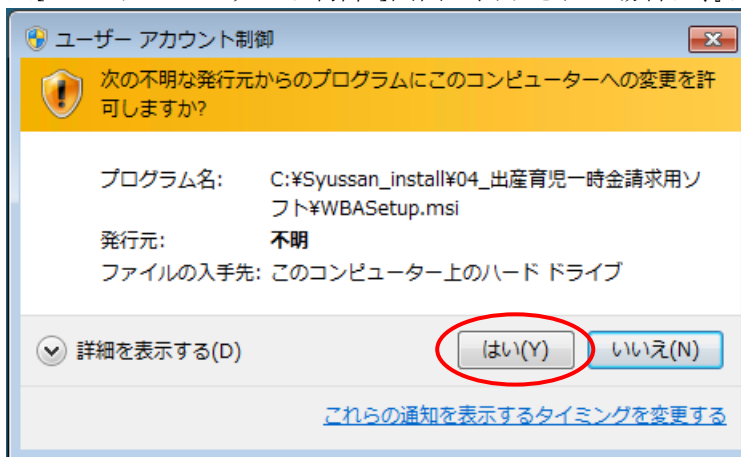 ユーザー アカウント制御
次の不明な発行元からのプログラムにこのコンピューターへの変更を許
可しますか?
プログラム名: C:¥Syussan_install¥04_出産育児一時金請求用ソ
フト¥WBASetup.msi
発行元: 不明
ファイルの入手先: このコンピューター上のハード ドライブ
詳細を表示する(D) はい(Y) いいえ(N)
これらの通知を表示するタイミングを変更する